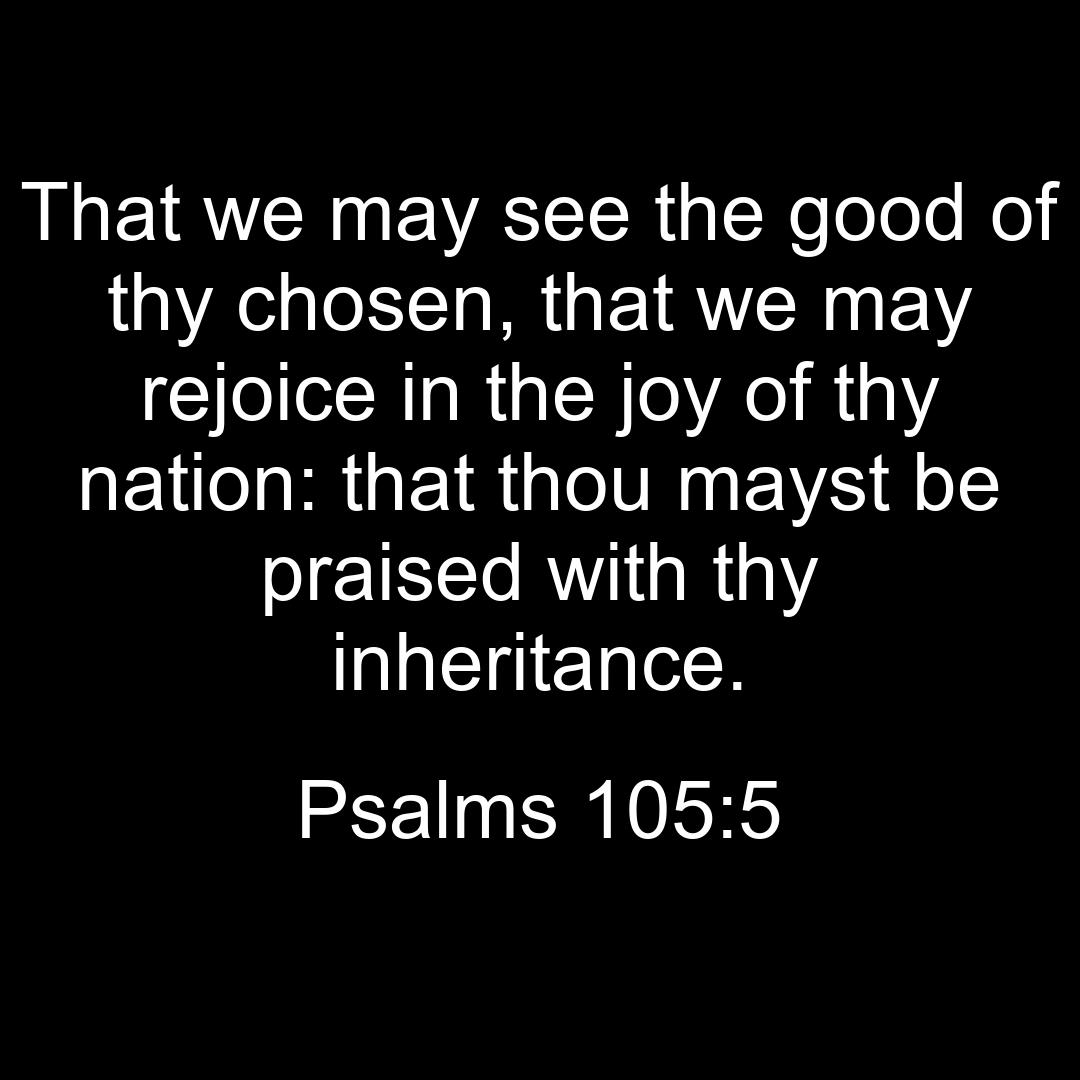 That we may see the good of
thy chosen, that we may
rejoice in the joy of thy
nation: that thou mayst be
praised with thy
inheritance.
Psalms 105:5